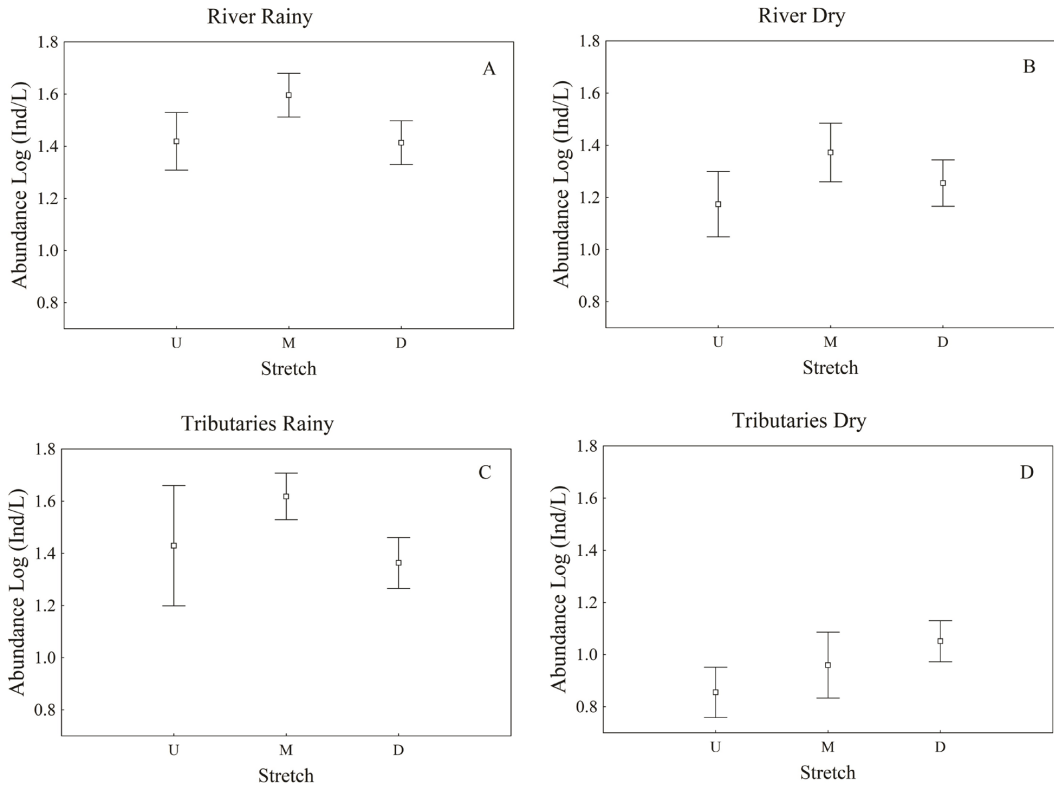 River Rainy
A
Abundance Log (Ind/L)
1.8
1.6
1.4
1.2
1.0
0.8
U M D
Stretch
River Dry
B
Abundance Log (Ind/L)
1.8
1.6
1.4
1.2
1.0
0.8
U M D
Stretch
Tributaries Rainy
C
Abundance Log (Ind/L)
1.8
1.6
1.4
1.2
1.0
0.8
U M D
Stretch
Tributaries Dry
D
Abundance Log (Ind/L)
1.8
1.6
1.4
1.2
1.0
0.8
U M D
Stretch